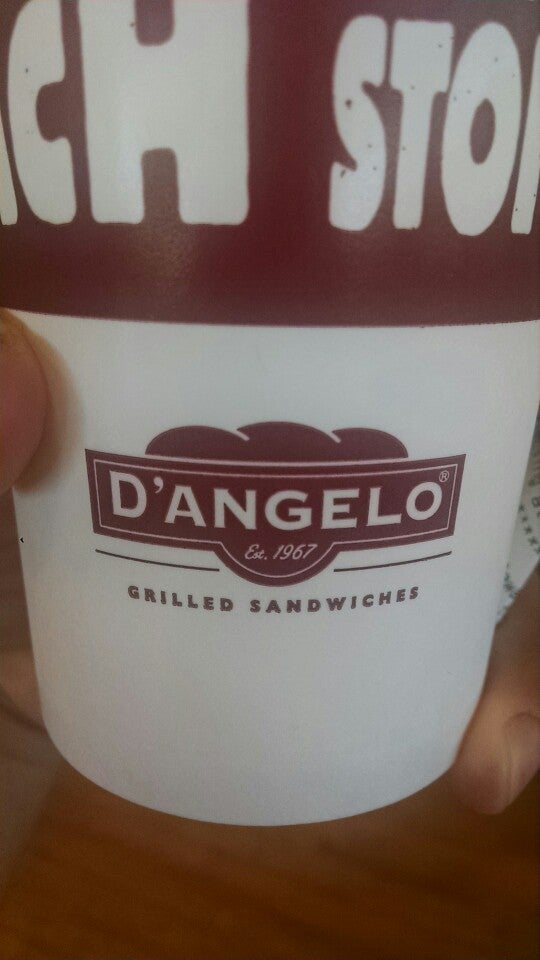 D'ANGELO®
Est. 1967
GRILLED SANDWICHES